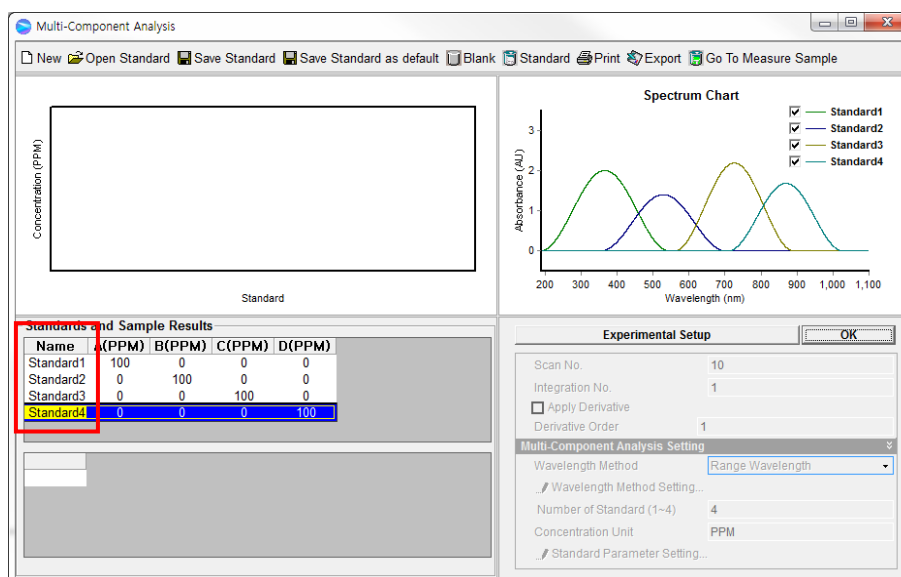 Multi-Component Analysis
New Open Standard Save Standard Save Standard as default Blank Standard Print Export Go To Measure Sample
Concentration (PPM)
Standard
Spectrum Chart
Standard1
Standard2
Standard3
Standard4
Absorbance (AU)
3
2
1
0
200 300 400 500 600 700 800 900 1,000 1,100
Wavelength (nm)
Standards and Sample Results
Name A(PPM) B(PPM) C(PPM) D(PPM)
Standard1 100 0 0 0
Standard2 0 100 0 0
Standard3 0 0 100 0
Standard4 0 0 0 100
Experimental Setup OK
Scan No. 10
Integration No. 1
Apply Derivative
Derivative Order 1
Multi-Component Analysis Setting
Wavelength Method Range Wavelength
Wavelength Method Setting...
Number of Standard (1~4) 4
Concentration Unit PPM
Standard Parameter Setting...